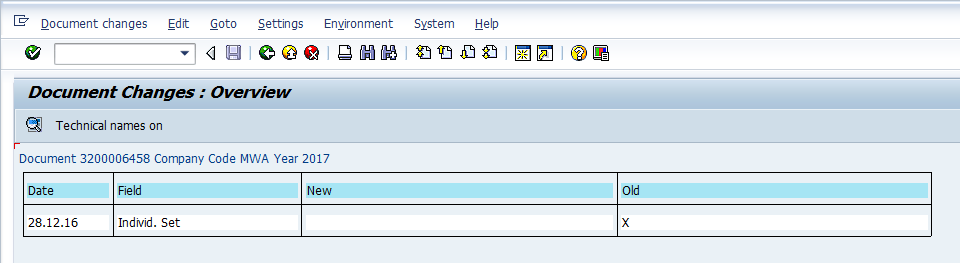 Document changes Edit Goto Settings Environment System Help
Document Changes : Overview
Technical names on
Document 3200006458 Company Code MWA Year 2017
Date Field New Old
28.12.16 Individ. Set X